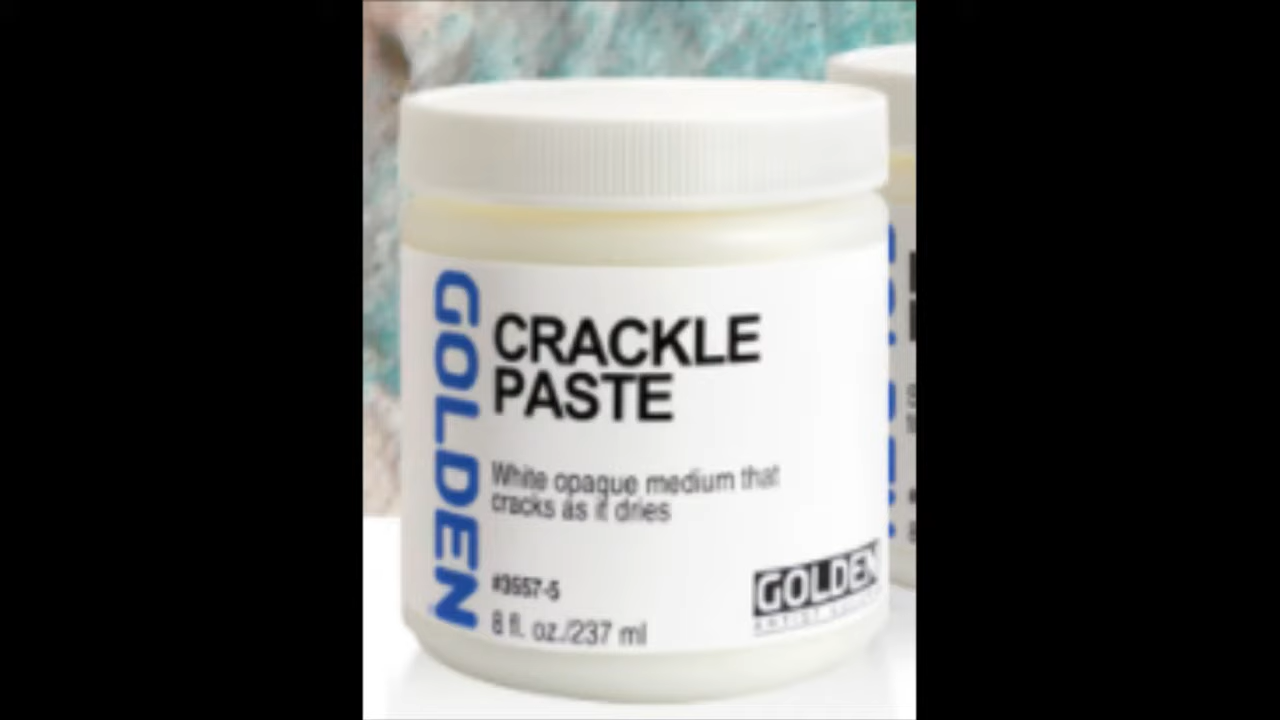 GOLDEN
CRACKLE
PASTE
White opaque medium that
cracks as it dries
#3557-5
8 fl. oz./237 ml
GOLDEN